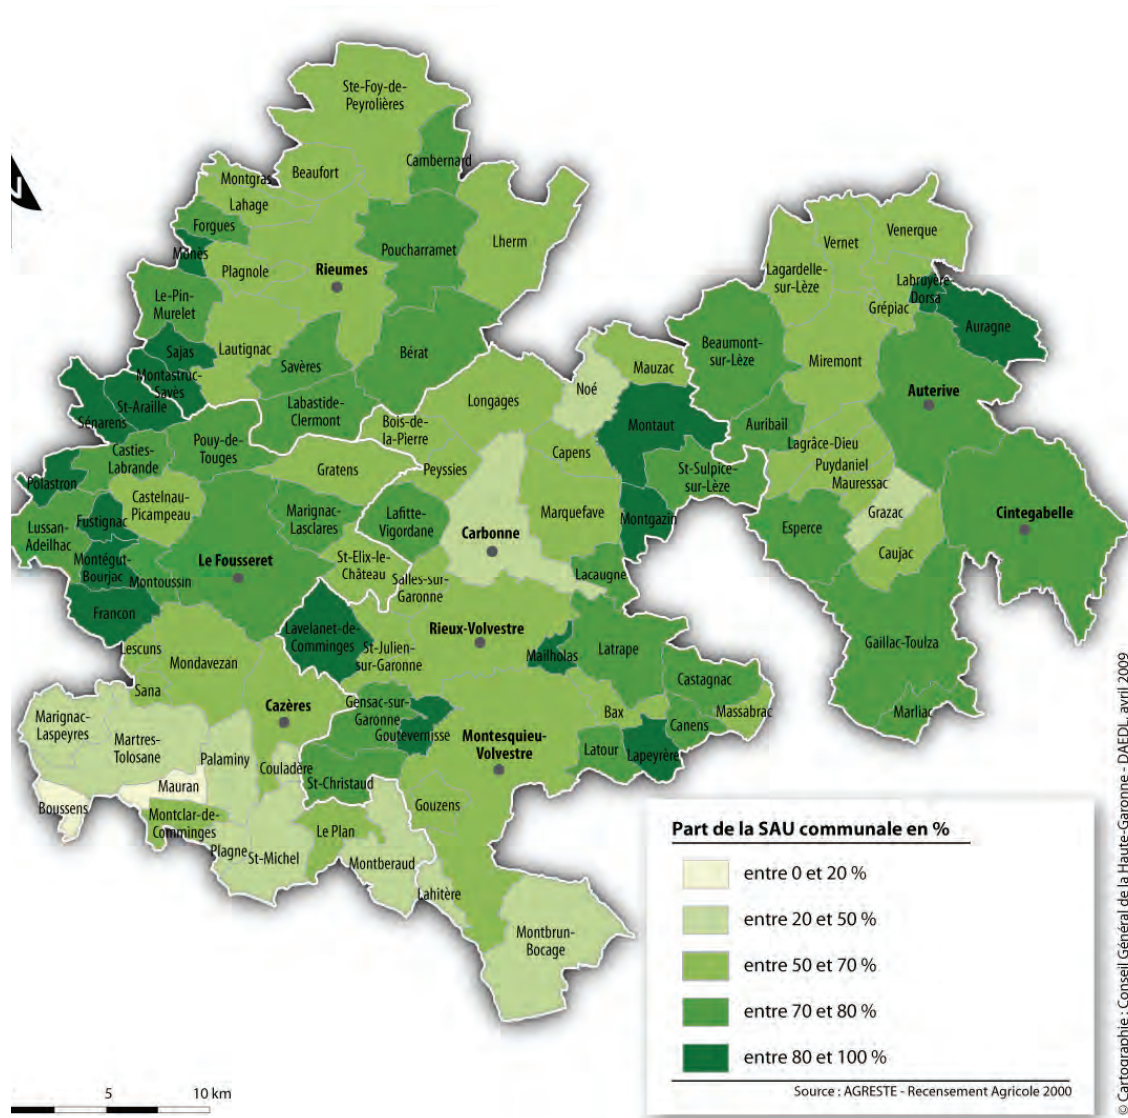 Ste-Foy-de-
Peyrolières
Cambernard
Beaufort
Montgras
Lahage
Forgues
Monès
Plagnole
Rieumes
Poucharramet
Lherm
Le-Pin-
Murelet
Sajas
Lautignac
Savères
Bérat
Montastruc-
Savès
St-Araille
Sénarens
Labastide-
Clermont
Bois-de-
la-Pierre
Longages
Noé
Mauzac
Venerque
Vernet
Lagardelle-
sur-Lèze
Labruyère-
Dorsa
Grépiac
Auragne
Beaumont-
sur-Lèze
Miremont
Auterive
Montaut
Auribail
Lagrâce-Dieu
Puydaniel
Mauressac
Grazac
Cintegabelle
Casties-
Labrande
Pouy-de-
Touges
Gratens
Peyssies
Capens
St-Sulpice-
sur-Lèze
Polastron
Castelnau-
Picampeau
Fustignac
Lussan-
Adeilhac
Marignac-
Lasclares
Lafitte-
Vigordane
Carbonne
Marquefave
Montgazin
Esperce
Caujac
Montégut-
Bourjac
Montoussin
Le Fousseret
St-Elix-le-
Château
Salles-sur-
Garonne
Lacaugne
Francon
Lavelanet-de-
Comminges
St-Julien-
sur-Garonne
Rieux-Volvestre
Mailholas
Latrape
Gaillac-Toulza
Lescuns
Mondavezan
Sana
Cazères
Gensac-sur-
Garonne
Goutevernisse
Castagnac
Massabrac
Marliac
Bax
Canens
Marignac-
Laspeyres
Martres-
Tolosane
Palaminy
Couladère
St-Christaud
Montesquieu-
Volvestre
Latour
Lapeyrère
Mauran
Boussens
Montclar-de-
Comminges
Plagne
St-Michel
Le Plan
Gouzens
Montberaud
Lahitère
Montbrun-
Bocage
Part de la SAU communale en %
entre 0 et 20 %
entre 20 et 50 %
entre 50 et 70 %
entre 70 et 80 %
entre 80 et 100 %
Source : AGRESTE - Recensement Agricole 2000
5
10 km
© Cartographie : Conseil Général de la Haute-Garonne - DAEDL, avril 2009